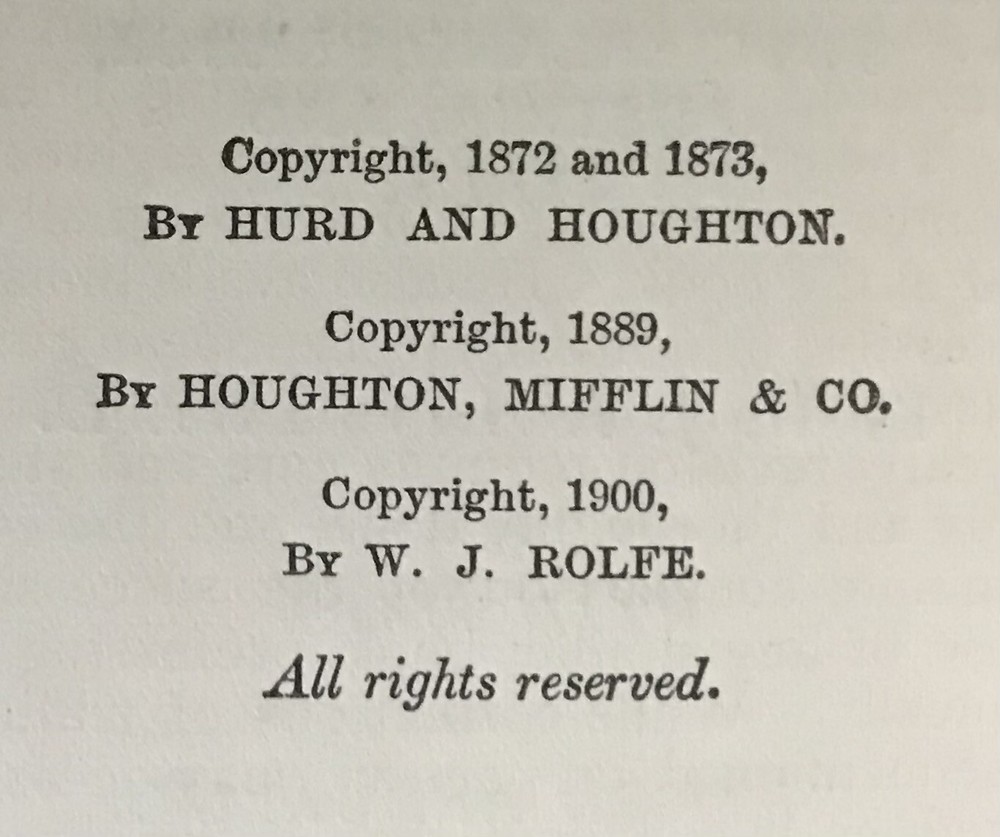 Copyright, 1872 and 1873,
By HURD AND HOUGHTON.
Copyright, 1889,
By HOUGHTON, MIFFLIN & CO.
Copyright, 1900,
By W. J. ROLFE.
All rights reserved.